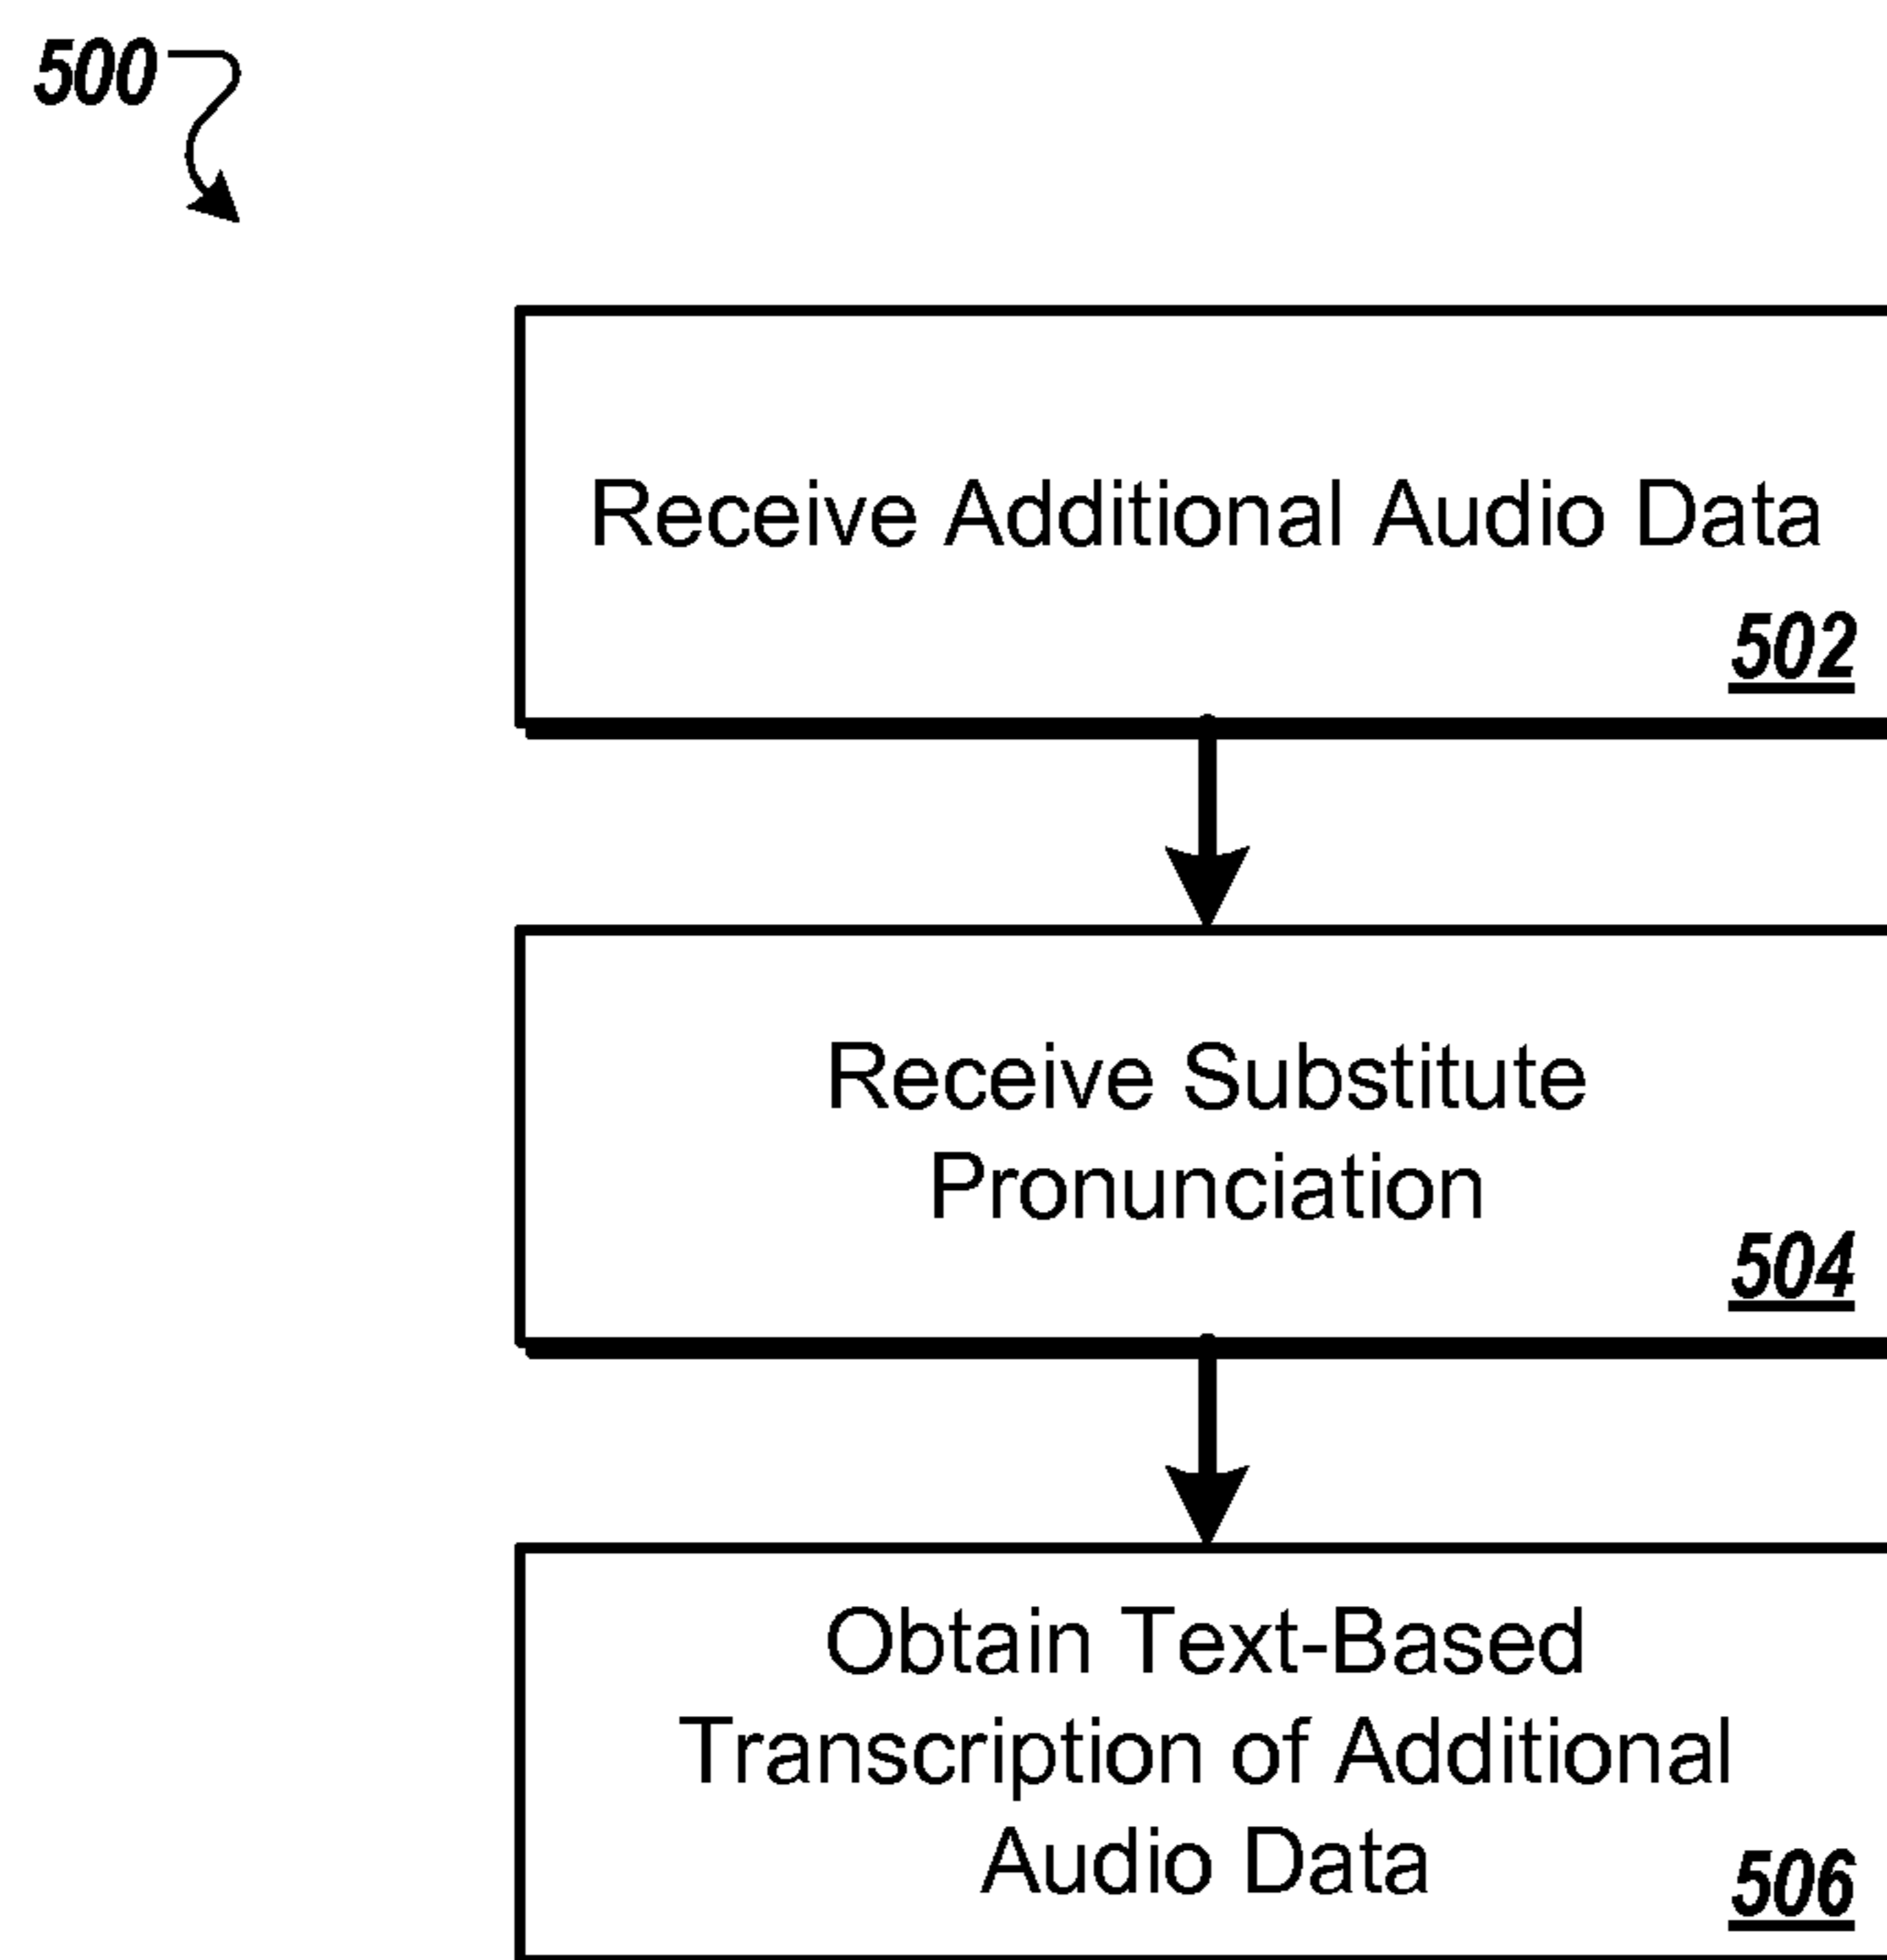 500
Receive Additional Audio Data
502
Receive Substitute
Pronunciation
504
Obtain Text-Based
Transcription of Additional
Audio Data
506